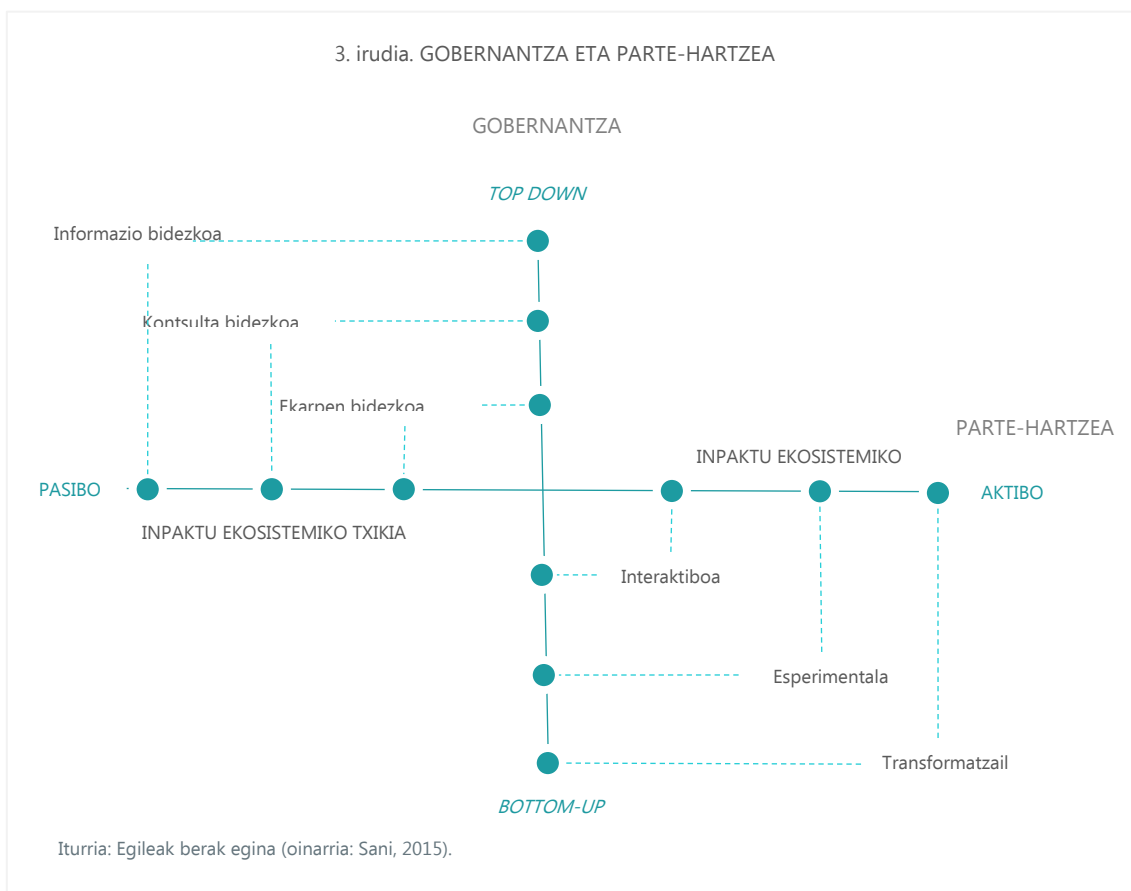 3. irudia. GOBERNANTZA ETA PARTE-HARTZEA
GOBERNANTZA
TOP DOWN
Informazio bidezkoa
Kontsulta bidezkoa
Ekarpen bidezkoa
PARTE-HARTZEA
INPAKTU EKOSISTEMIKO
PASIBO
AKTIBO
INPAKTU EKOSISTEMIKO TXIKIA
Interaktiboa
Esperimentala
Transformatzail
BOTTOM-UP
Iturria: Egileak berak egina (oinarria: Sani, 2015).